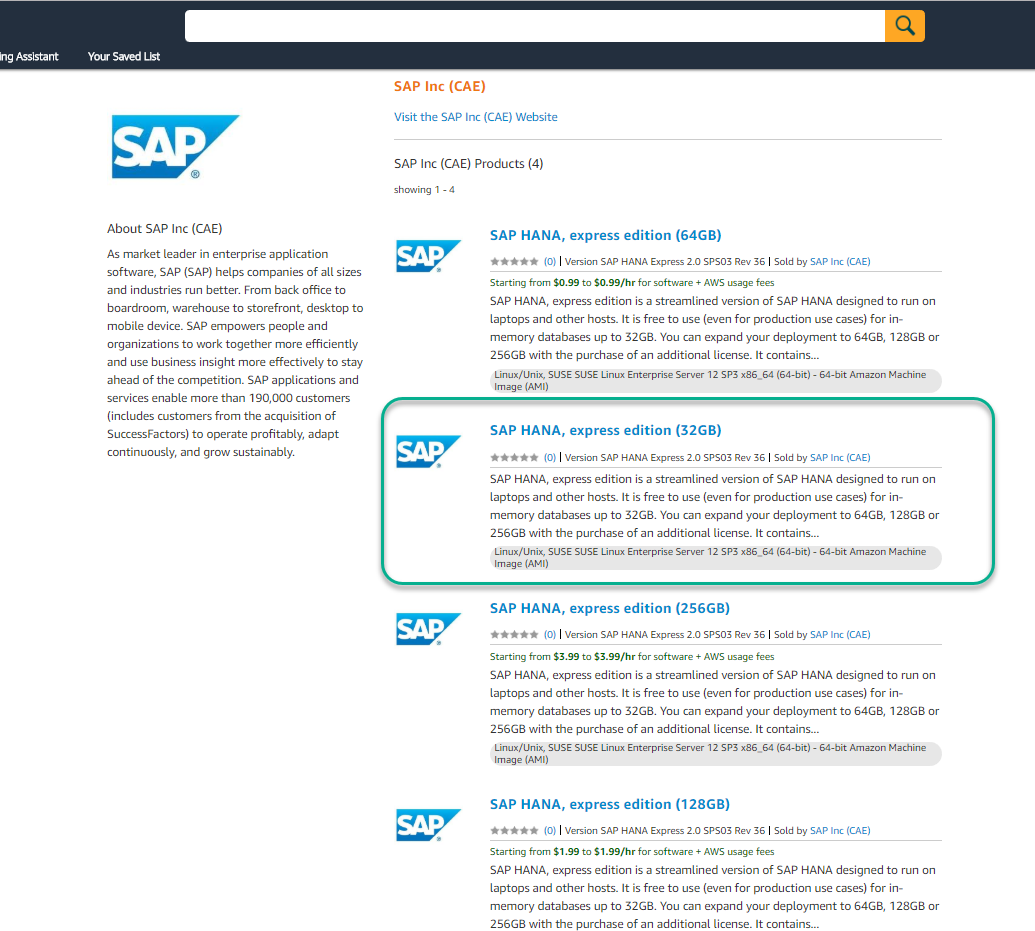 ing Assistant
Your Saved List
SAP Inc (CAE)
Visit the SAP Inc (CAE) Website
SAP Inc (CAE) Products (4)
showing 1 - 4
SAP
®
About SAP Inc (CAE)
As market leader in enterprise application
software, SAP (SAP) helps companies of all sizes
and industries run better. From back office to
boardroom, warehouse to storefront, desktop to
mobile device. SAP empowers people and
organizations to work together more efficiently
and use business insight more effectively to stay
ahead of the competition. SAP applications and
services enable more than 190,000 customers
(includes customers from the acquisition of
SuccessFactors) to operate profitably, adapt
continuously, and grow sustainably.
SAP
SAP HANA, express edition (64GB)
(0) | Version SAP HANA Express 2.0 SPS03 Rev 36 | Sold by SAP Inc (CAE)
Starting from $0.99 to $0.99/hr for software + AWS usage fees
SAP HANA, express edition is a streamlined version of SAP HANA designed to run on
laptops and other hosts. It is free to use (even for production use cases) for in-
memory databases up to 32GB. You can expand your deployment to 64GB, 128GB or
256GB with the purchase of an additional license. It contains...
Linux/Unix, SUSE SUSE Linux Enterprise Server 12 SP3 x86_64 (64-bit) - 64-bit Amazon Machine
Image (AMI)
SAP
SAP HANA, express edition (32GB)
(0) | Version SAP HANA Express 2.0 SPS03 Rev 36 | Sold by SAP Inc (CAE)
SAP HANA, express edition is a streamlined version of SAP HANA designed to run on
laptops and other hosts. It is free to use (even for production use cases) for in-
memory databases up to 32GB. You can expand your deployment to 64GB, 128GB or
256GB with the purchase of an additional license. It contains...
Linux/Unix, SUSE SUSE Linux Enterprise Server 12 SP3 x86_64 (64-bit) - 64-bit Amazon Machine
Image (AMI)
SAP
SAP HANA, express edition (256GB)
(0) | Version SAP HANA Express 2.0 SPS03 Rev 36 | Sold by SAP Inc (CAE)
Starting from $3.99 to $3.99/hr for software + AWS usage fees
SAP HANA, express edition is a streamlined version of SAP HANA designed to run on
laptops and other hosts. It is free to use (even for production use cases) for in-
memory databases up to 32GB. You can expand your deployment to 64GB, 128GB or
256GB with the purchase of an additional license. It contains...
Linux/Unix, SUSE SUSE Linux Enterprise Server 12 SP3 x86_64 (64-bit) - 64-bit Amazon Machine
Image (AMI)
SAP
SAP HANA, express edition (128GB)
(0) | Version SAP HANA Express 2.0 SPS03 Rev 36 | Sold by SAP Inc (CAE)
Starting from $1.99 to $1.99/hr for software + AWS usage fees
SAP HANA, express edition is a streamlined version of SAP HANA designed to run on
laptops and other hosts. It is free to use (even for production use cases) for in-
memory databases up to 32GB. You can expand your deployment to 64GB, 128GB or
256GB with the purchase of an additional license. It contains...